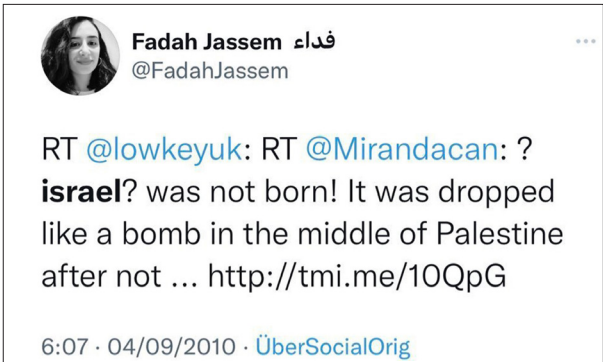 Fadah Jassem فداء
@FadahJassem
RT @lowkeyuk: RT @Mirandacan: ?
israel? was not born! It was dropped
like a bomb in the middle of Palestine
after not ... http://tmi.me/10QpG
6:07 · 04/09/2010 · ÜberSocialOrig